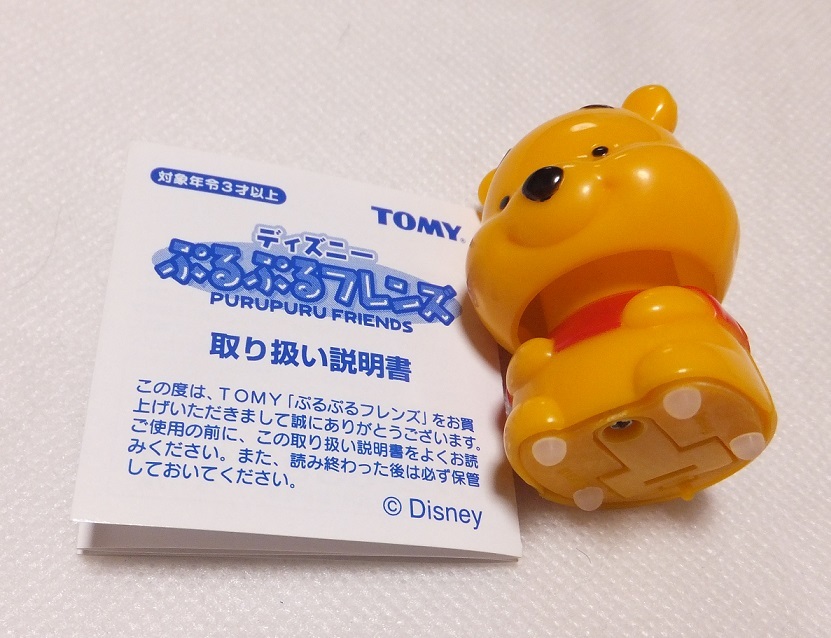 対象年令3才以上
TOMY
ディズニー
ぷるぷるフレンズ
PURUPURU FRIENDS
取り扱い説明書
この度は、TOMY「ぷるぷるフレンズ」をお買
上げいただきまして誠にありがとうございます。
ご使用の前に、この取り扱い説明書をよくお読
みください。また、読み終わった後は必ず保管
しておいてください。
© Disney